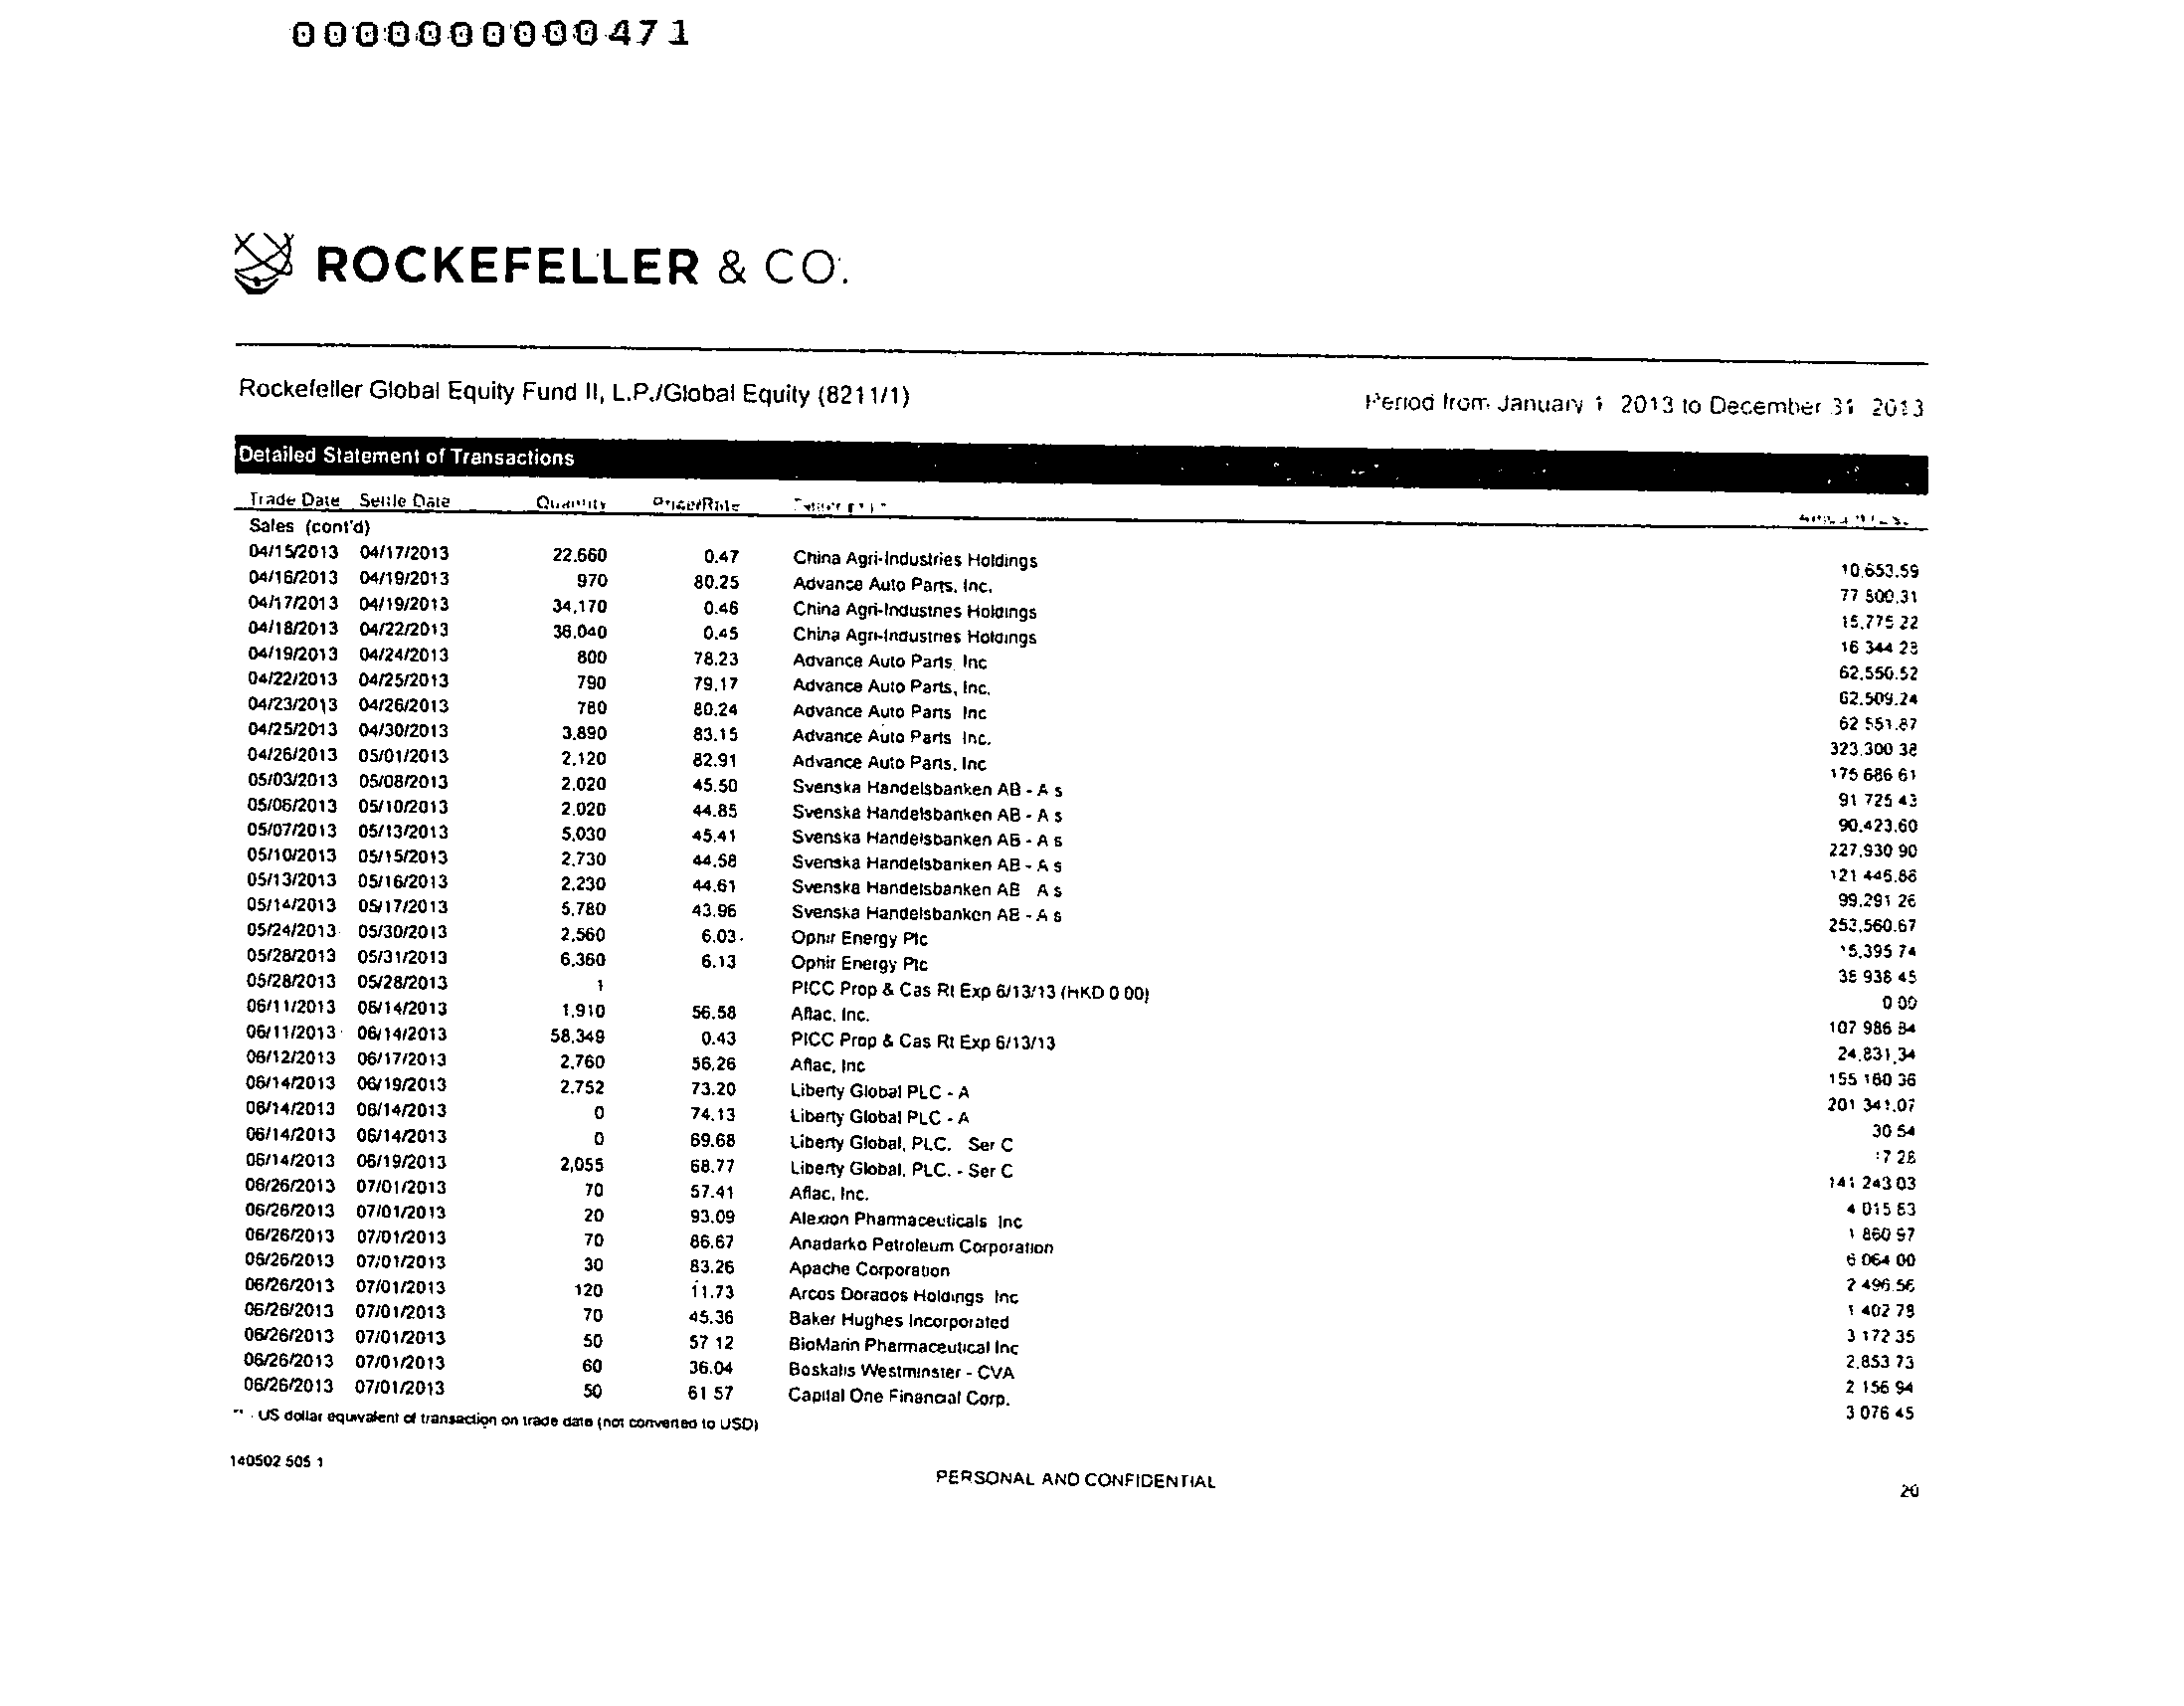 0000000000471
ROCKEFELLER & CO.
Rockefeller Global Equity Fund II, L.P./Global Equity (8211/1)
Period from January 1 2013 to December 31 2013
Detailed Statement of Transactions
Trade Date Settle Date Quantity Price/Rate
Sales (cont'd)
04/15/2013 04/17/2013 22,660 0.47 China Agri-Industries Holdings 10,653.59
04/16/2013 04/19/2013 970 80.25 Advance Auto Parts, Inc. 77 500.31
04/17/2013 04/19/2013 34,170 0.46 China Agri-Industries Holdings 15,775 22
04/18/2013 04/22/2013 36,040 0.45 China Agri-Industries Holdings 16 344 23
04/19/2013 04/24/2013 800 78.23 Advance Auto Parts Inc 62,550.52
04/22/2013 04/25/2013 790 79.17 Advance Auto Parts, Inc. 62,509.24
04/23/2013 04/26/2013 780 80.24 Advance Auto Parts Inc 62 551.87
04/25/2013 04/30/2013 3,890 83.15 Advance Auto Parts Inc. 323,300 38
04/26/2013 05/01/2013 2,120 82.91 Advance Auto Parts, Inc 175 686 61
05/03/2013 05/08/2013 2,020 45.50 Svenska Handelsbanken AB - A s 91 725 43
05/06/2013 05/10/2013 2,020 44.85 Svenska Handelsbanken AB - A s 90,423.60
05/07/2013 05/13/2013 5,030 45.41 Svenska Handelsbanken AB - A s 227,930 90
05/10/2013 05/15/2013 2,730 44.58 Svenska Handelsbanken AB - A s 121 446.86
05/13/2013 05/16/2013 2,230 44.61 Svenska Handelsbanken AB A s 99,291 26
05/14/2013 05/17/2013 5,780 43.96 Svenska Handelsbanken AB - A s 253,560.67
05/24/2013 05/30/2013 2,560 6.03 Ophir Energy Plc 15,395 74
05/28/2013 05/31/2013 6,360 6.13 Ophir Energy Plc 38 938 45
05/28/2013 05/28/2013 1 PICC Prop & Cas Rt Exp 6/13/13 (HKD 0 00) 0 00
06/11/2013 06/14/2013 1,910 56.58 Aflac, Inc. 107 986 84
06/11/2013 06/14/2013 58,349 0.43 PICC Prop & Cas Rt Exp 6/13/13 24,831.34
06/12/2013 06/17/2013 2,760 56.26 Aflac, Inc 155 160 36
06/14/2013 06/19/2013 2,752 73.20 Liberty Global PLC - A 201 341.07
06/14/2013 06/14/2013 0 74.13 Liberty Global PLC - A 30 54
06/14/2013 06/14/2013 0 69.68 Liberty Global, PLC. Ser C 17 28
06/14/2013 06/19/2013 2,055 68.77 Liberty Global, PLC. - Ser C 141 243 03
06/26/2013 07/01/2013 70 57.41 Aflac, Inc. 4 015 63
06/26/2013 07/01/2013 20 93.09 Alexion Pharmaceuticals Inc 1 860 97
06/26/2013 07/01/2013 70 86.67 Anadarko Petroleum Corporation 6 064 00
06/26/2013 07/01/2013 30 83.26 Apache Corporation 2 496.56
06/26/2013 07/01/2013 120 11.73 Arcos Dorados Holdings Inc 1 402 79
06/26/2013 07/01/2013 70 45.36 Baker Hughes Incorporated 3 172 35
06/26/2013 07/01/2013 50 57 12 BioMarin Pharmaceutical Inc 2,853 73
06/26/2013 07/01/2013 60 36.04 Boskalis Westminster - CVA 2 156 94
06/26/2013 07/01/2013 50 61 57 Capital One Financial Corp. 3 076 45
** - US dollar equivalent of transaction on trade date (not converted to USD)
140502 505 1
PERSONAL AND CONFIDENTIAL
20